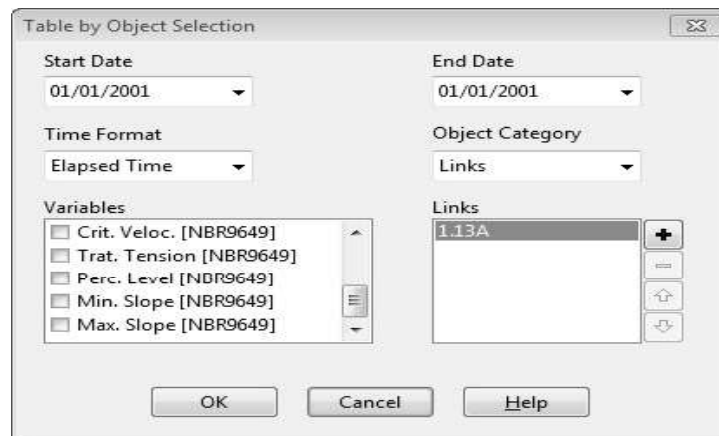 Table by Object Selection
Start Date
End Date
01/01/2001
01/01/2001
Time Format
Object Category
Elapsed Time
Links
Variables
Links
Crit. Veloc. [NBR9649]
Trat. Tension [NBR9649]
Perc. Level [NBR9649]
Min. Slope [NBR9649]
Max. Slope [NBR9649]
1.13A
OK
Cancel
Help